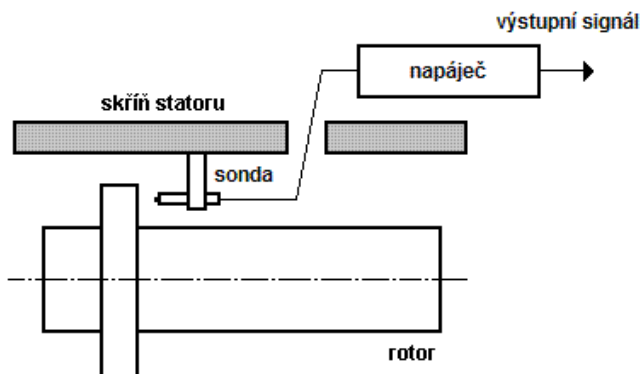 výstupní signál
napáječ
skříň statoru
sonda
rotor